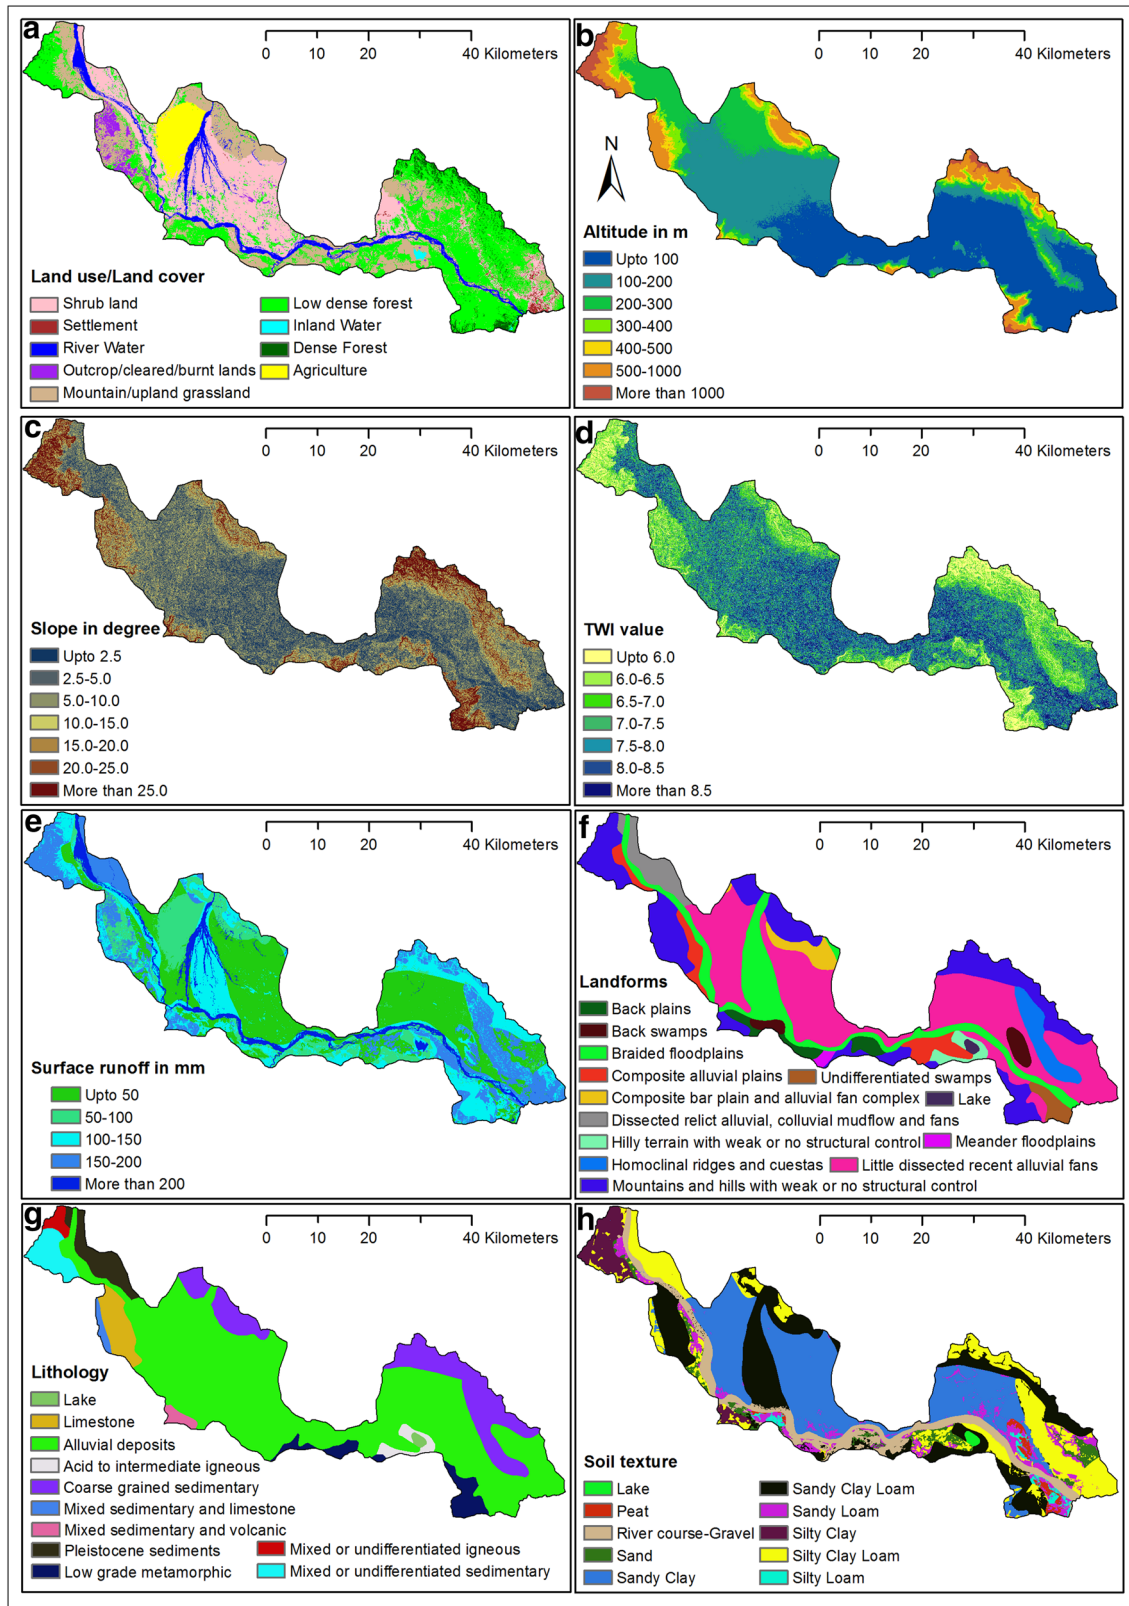 a
0 10 20 40 Kilometers
Land use/Land cover
Shrub land
Low dense forest
Settlement
Inland Water
River Water
Dense Forest
Outcrop/cleared/burnt lands
Agriculture
Mountain/upland grassland
b
0 10 20 40 Kilometers
N
Altitude in m
Upto 100
100-200
200-300
300-400
400-500
500-1000
More than 1000
c
0 10 20 40 Kilometers
Slope in degree
Upto 2.5
2.5-5.0
5.0-10.0
10.0-15.0
15.0-20.0
20.0-25.0
More than 25.0
d
0 10 20 40 Kilometers
TWI value
Upto 6.0
6.0-6.5
6.5-7.0
7.0-7.5
7.5-8.0
8.0-8.5
More than 8.5
e
0 10 20 40 Kilometers
Surface runoff in mm
Upto 50
50-100
100-150
150-200
More than 200
f
0 10 20 40 Kilometers
Landforms
Back plains
Back swamps
Braided floodplains
Composite alluvial plains
Undifferentiated swamps
Composite bar plain and alluvial fan complex
Lake
Dissected relict alluvial, colluvial mudflow and fans
Hilly terrain with weak or no structural control
Meander floodplains
Homoclinal ridges and cuestas
Little dissected recent alluvial fans
Mountains and hills with weak or no structural control
g
0 10 20 40 Kilometers
Lithology
Lake
Limestone
Alluvial deposits
Acid to intermediate igneous
Coarse grained sedimentary
Mixed sedimentary and limestone
Mixed sedimentary and volcanic
Pleistocene sediments
Mixed or undifferentiated igneous
Low grade metamorphic
Mixed or undifferentiated sedimentary
h
0 10 20 40 Kilometers
Soil texture
Lake
Sandy Clay Loam
Peat
Sandy Loam
River course-Gravel
Silty Clay
Sand
Silty Clay Loam
Sandy Clay
Silty Loam